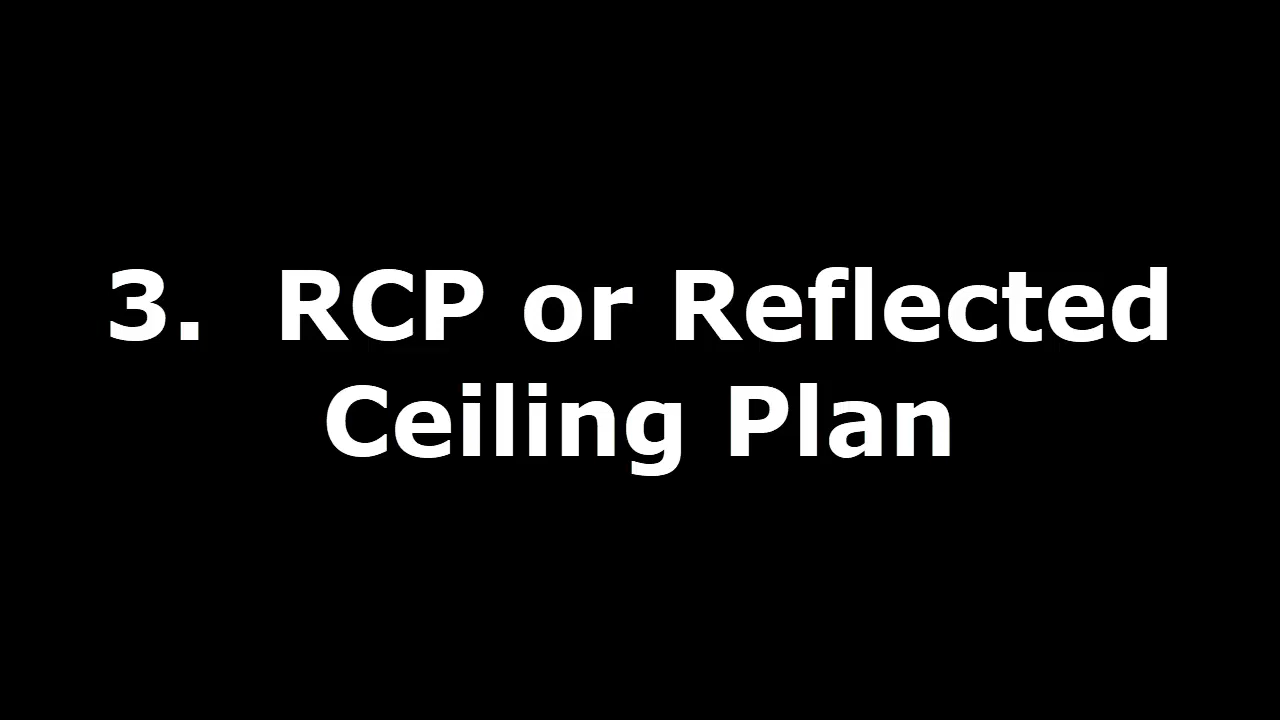 3.  RCP or Reflected
Ceiling Plan